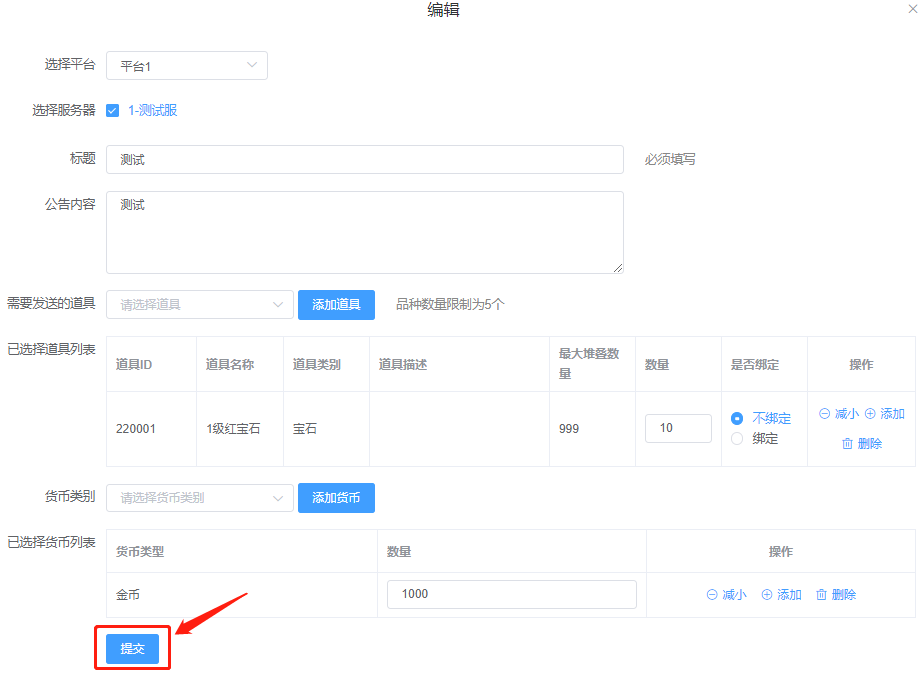 编辑
选择平台 平台1
选择服务器 1-测试服
标题 测试 必须填写
公告内容 测试
需要发送的道具 请选择道具 添加道具 品种数量限制为5个
已选择道具列表
道具ID 道具名称 道具类别 道具描述 最大堆叠数量 数量 是否绑定 操作
220001 1级红宝石 宝石 999 10 不绑定 绑定 减小 添加 删除
货币类别 请选择货币类别 添加货币
已选择货币列表
货币类型 数量 操作
金币 1000 减小 添加 删除
提交